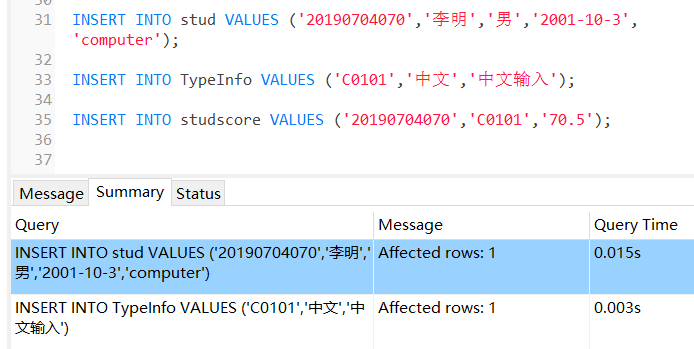 31 INSERT INTO stud VALUES ('20190704070','李明','男','2001-10-3',
'computer');
32
33 INSERT INTO TypeInfo VALUES ('C0101','中文','中文输入');
34
35 INSERT INTO studscore VALUES ('20190704070','C0101','70.5');
36
37
Message Summary Status
Query Message Query Time
INSERT INTO stud VALUES ('20190704070','李明',' Affected rows: 1 0.015s
男','2001-10-3','computer')
INSERT INTO TypeInfo VALUES ('C0101','中文','中 Affected rows: 1 0.003s
文输入')